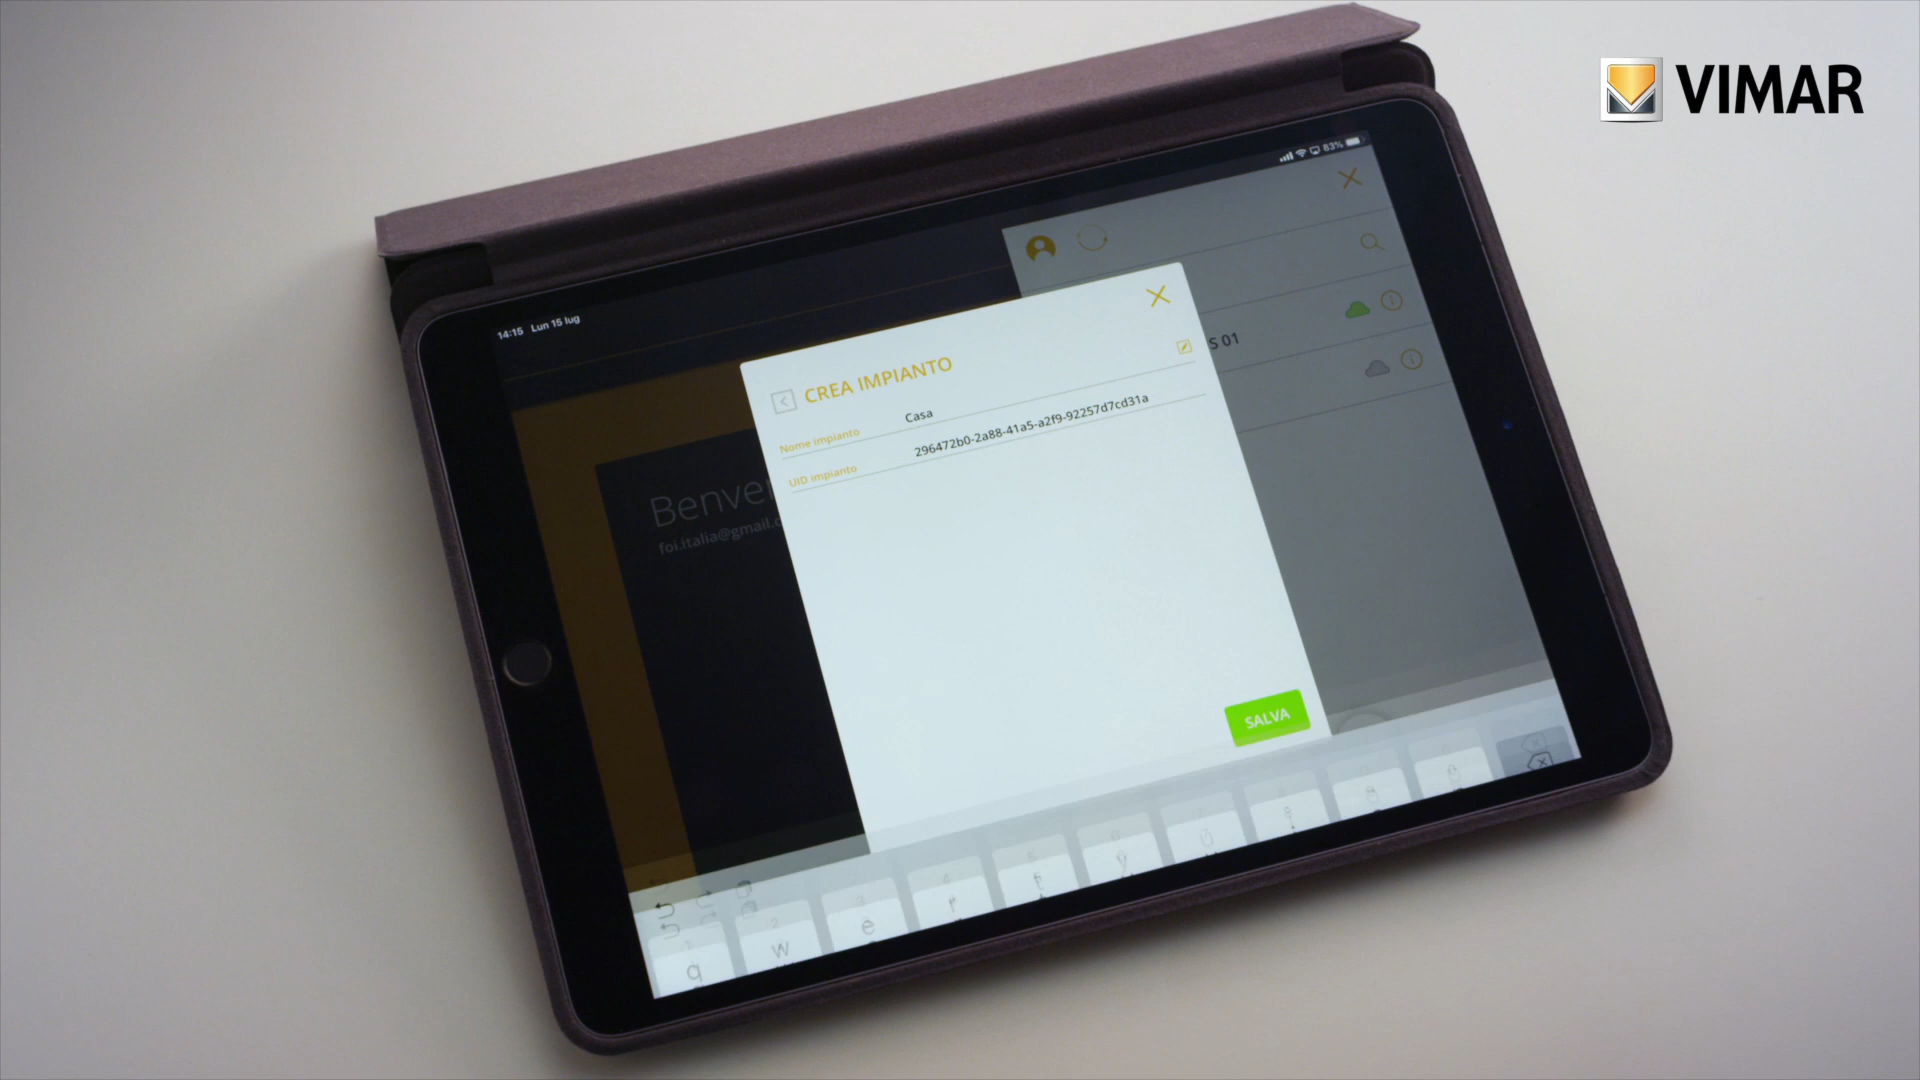 VIMAR
14:15 Lun 15 lug
83%
S 01
CREA IMPIANTO
Nome impianto Casa
UID impianto 296472b0-2a88-41a5-a2f9-92257d7cd31a
foi.italia@gmail.c
SALVA
q w e r t y